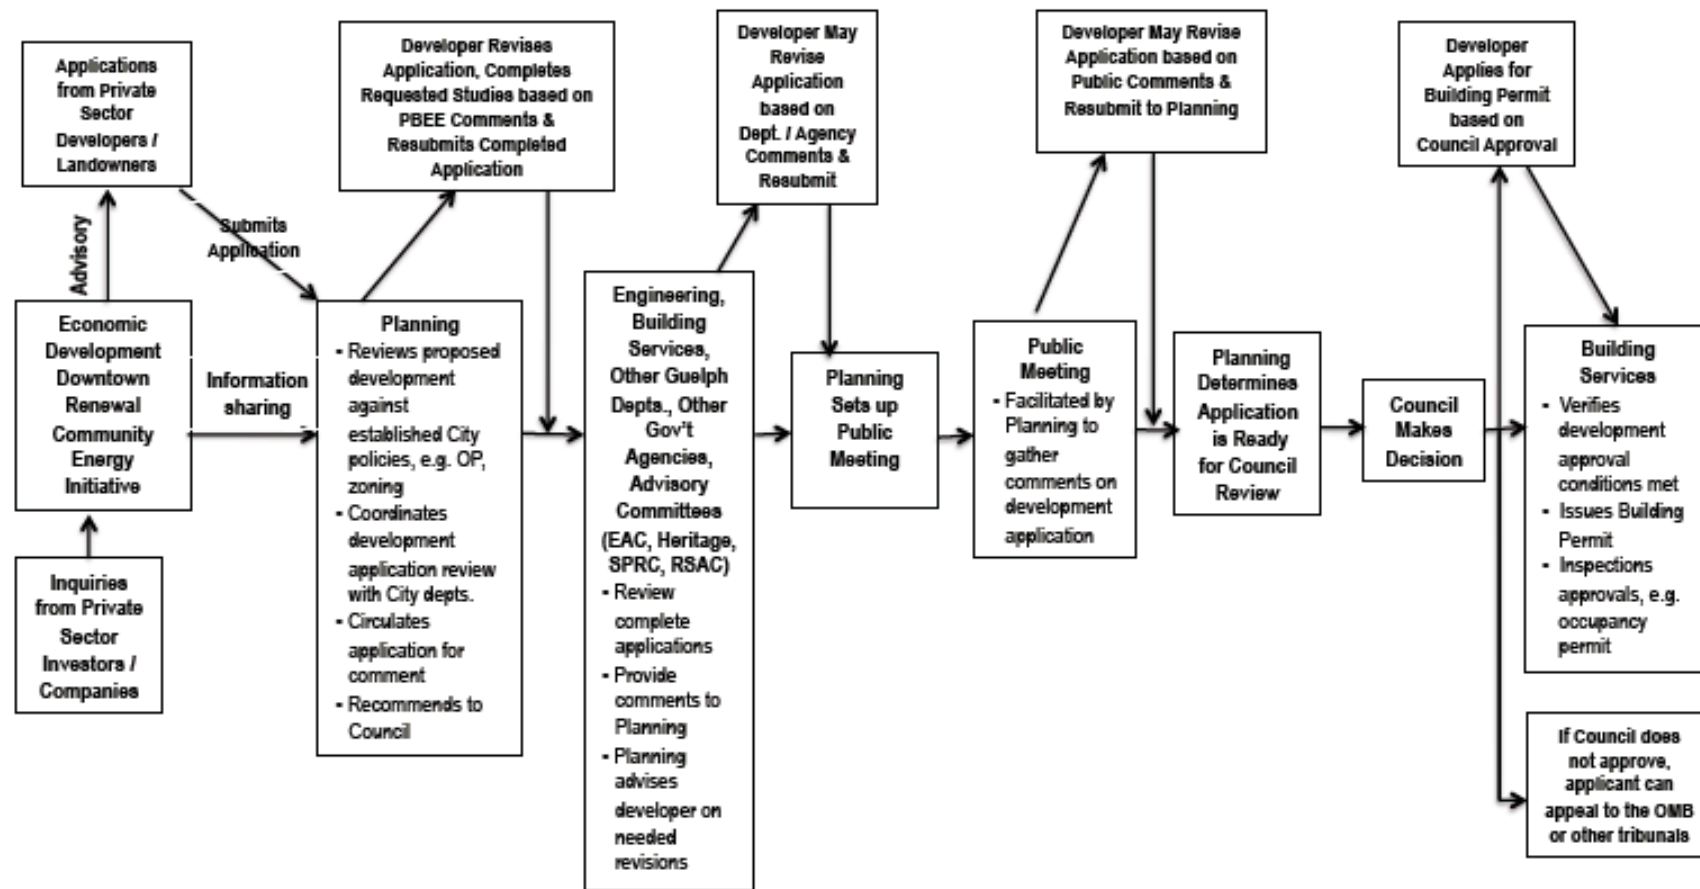 Applications
from Private
Sector
Developers /
Landowners
Developer Revises
Application, Completes
Requested Studies based on
PBEE Comments &
Resubmits Completed
Application
Developer May
Revise
Application
based on
Dept. / Agency
Comments &
Resubmit
Developer May Revise
Application based on
Public Comments &
Resubmit to Planning
Developer
Applies for
Building Permit
based on
Council Approval
Advisory
Submits
Application
Economic
Development
Downtown
Renewal
Community
Energy
Initiative
Information
sharing
Inquiries
from Private
Sector
Investors /
Companies
Planning
- Reviews proposed
development
against
established City
policies, e.g. OP,
zoning
- Coordinates
development
application review
with City depts.
- Circulates
application for
comment
- Recommends to
Council
Engineering,
Building
Services,
Other Guelph
Depts., Other
Gov't
Agencies,
Advisory
Committees
(EAC, Heritage,
SPRC, RSAC)
- Review
complete
applications
- Provide
comments to
Planning
- Planning
advises
developer on
needed
revisions
Planning
Sets up
Public
Meeting
Public
Meeting
- Facilitated by
Planning to
gather
comments on
development
application
Planning
Determines
Application
is Ready
for Council
Review
Council
Makes
Decision
Building
Services
- Verifies
development
approval
conditions met
- Issues Building
Permit
- Inspections
approvals, e.g.
occupancy
permit
If Council does
not approve,
applicant can
appeal to the OMB
or other tribunals